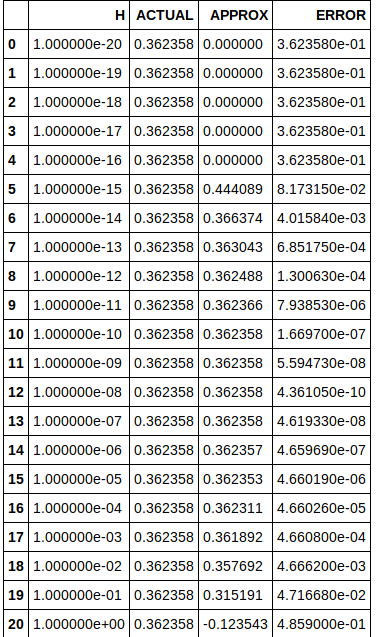 H ACTUAL APPROX ERROR
0 1.000000e-20 0.362358 0.000000 3.623580e-01
1 1.000000e-19 0.362358 0.000000 3.623580e-01
2 1.000000e-18 0.362358 0.000000 3.623580e-01
3 1.000000e-17 0.362358 0.000000 3.623580e-01
4 1.000000e-16 0.362358 0.000000 3.623580e-01
5 1.000000e-15 0.362358 0.444089 8.173150e-02
6 1.000000e-14 0.362358 0.366374 4.015840e-03
7 1.000000e-13 0.362358 0.363043 6.851750e-04
8 1.000000e-12 0.362358 0.362488 1.300630e-04
9 1.000000e-11 0.362358 0.362366 7.938530e-06
10 1.000000e-10 0.362358 0.362358 1.669700e-07
11 1.000000e-09 0.362358 0.362358 5.594730e-08
12 1.000000e-08 0.362358 0.362358 4.361050e-10
13 1.000000e-07 0.362358 0.362358 4.619330e-08
14 1.000000e-06 0.362358 0.362357 4.659690e-07
15 1.000000e-05 0.362358 0.362353 4.660190e-06
16 1.000000e-04 0.362358 0.362311 4.660260e-05
17 1.000000e-03 0.362358 0.361892 4.660800e-04
18 1.000000e-02 0.362358 0.357692 4.666200e-03
19 1.000000e-01 0.362358 0.315191 4.716680e-02
20 1.000000e+00 0.362358 -0.123543 4.859000e-01